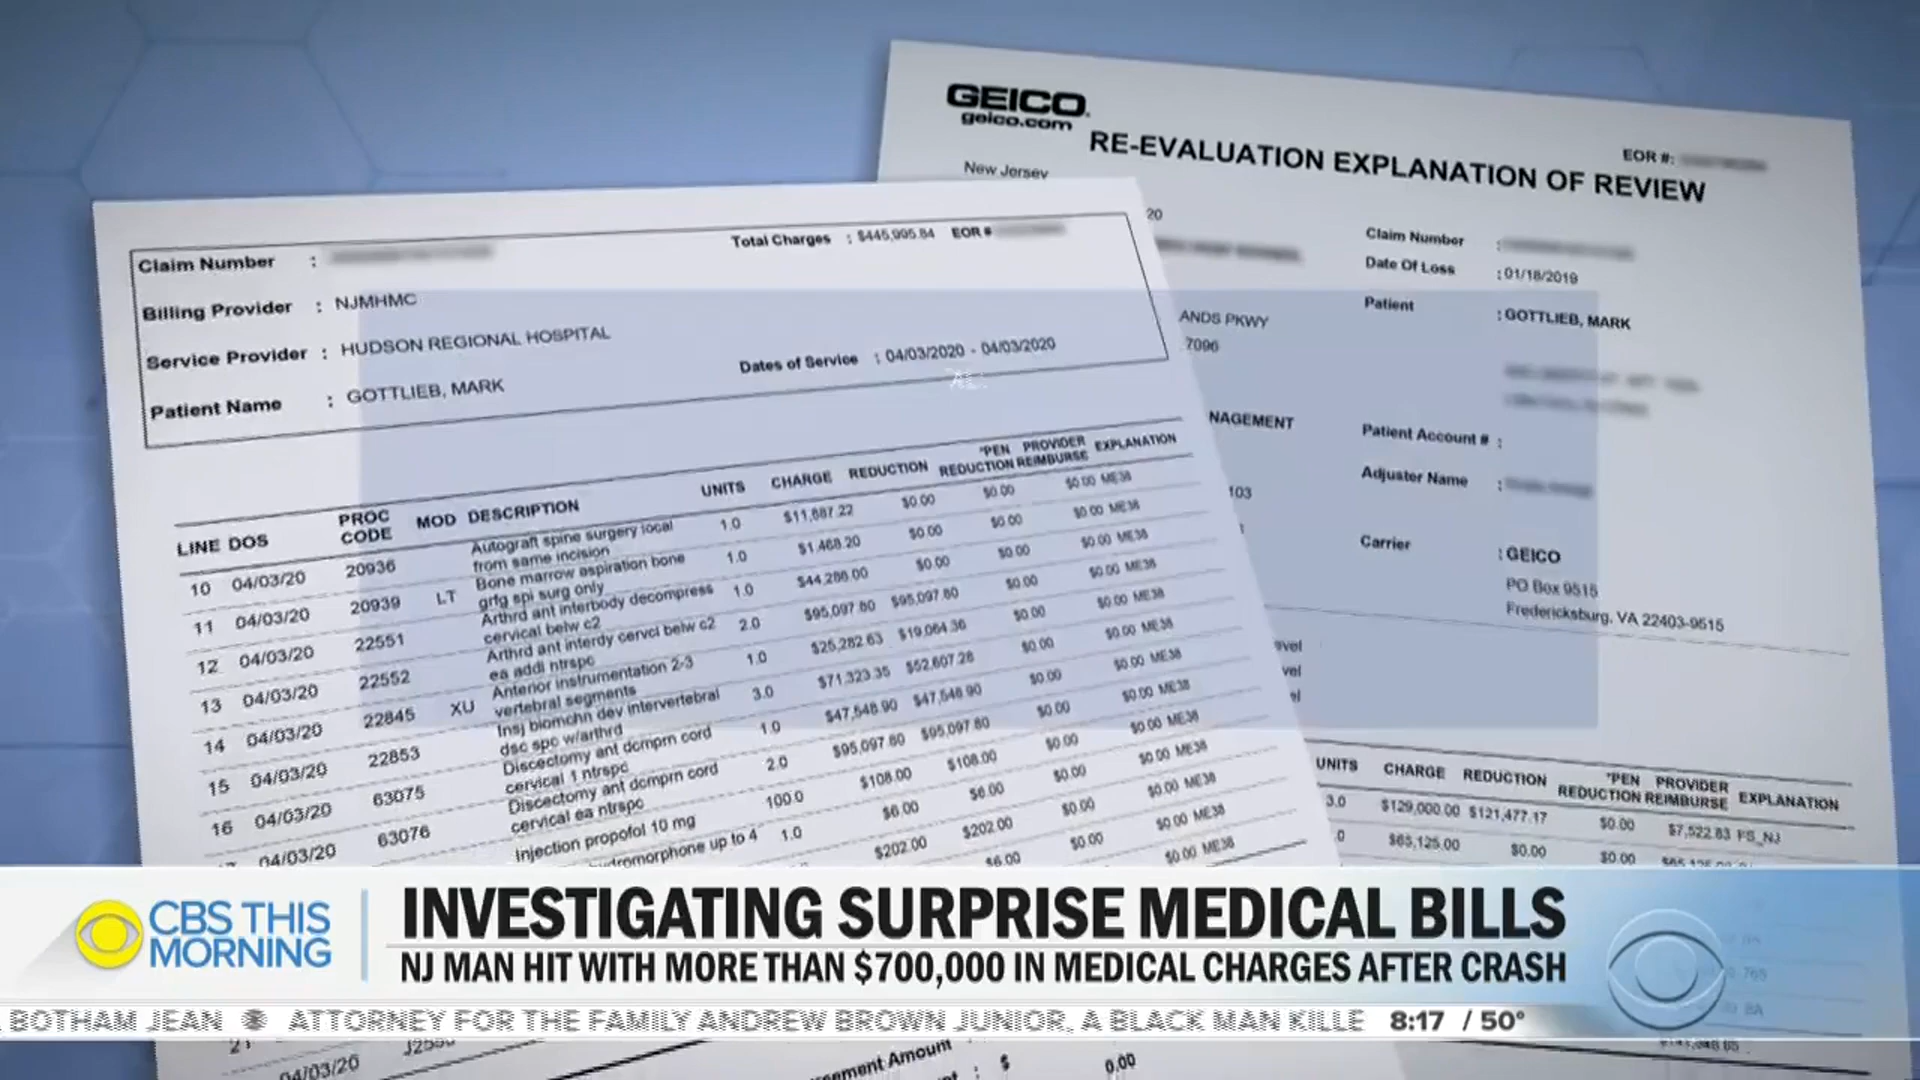 GEICO.
geico.com
RE-EVALUATION EXPLANATION OF REVIEW
EOR #:
New Jersey
20
Claim Number :
Date Of Loss : 01/18/2019
Patient : GOTTLIEB, MARK
ANDS PKWY
7096
NAGEMENT
Patient Account # :
Adjuster Name :
103
Carrier : GEICO
PO Box 9515
Fredericksburg, VA 22403-9515
UNITS CHARGE REDUCTION *PEN REDUCTION PROVIDER REIMBURSE EXPLANATION
3.0 $129,000.00 $121,477.17 $0.00 $7,522.83 FS_NJ
.0 $65,125.00 $0.00 $0.00
Claim Number :
Total Charges : $445,995.84 EOR #
Billing Provider : NJMHMC
Service Provider : HUDSON REGIONAL HOSPITAL
Dates of Service : 04/03/2020 - 04/03/2020
Patient Name : GOTTLIEB, MARK
LINE DOS PROC CODE MOD DESCRIPTION UNITS CHARGE REDUCTION *PEN REDUCTION PROVIDER REIMBURSE EXPLANATION
10 04/03/20 20936 Autograft spine surgery local 1.0 $11,687.22 $0.00 $0.00 $0.00 ME38
from same incision
11 04/03/20 20939 LT Bone marrow aspiration bone 1.0 $1,468.20 $0.00 $0.00 $0.00 ME38
grfg spi surg only
12 04/03/20 22551 Arthrd ant interbody decompress 1.0 $44,286.00 $0.00 $0.00 $0.00 ME38
cervical belw c2
13 04/03/20 22552 Arthrd ant interdy cervcl belw c2 2.0 $95,097.80 $95,097.80 $0.00 $0.00 ME38
ea addl ntrspc
14 04/03/20 22845 XU Anterior instrumentation 2-3 1.0 $25,282.63 $19,064.36 $0.00 $0.00 ME38
vertebral segments
15 04/03/20 22853 Insj biomchn dev intervertebral 3.0 $71,323.35 $52,607.28 $0.00 $0.00 ME38
dsc spc w/arthrd
16 04/03/20 63075 Discectomy ant dcmprn cord 1.0 $47,548.90 $47,548.90 $0.00 $0.00 ME38
cervical 1 ntrspc
04/03/20 63076 Discectomy ant dcmprn cord 2.0 $95,097.80 $95,097.80 $0.00 $0.00 ME38
cervical ea ntrspc
Injection propofol 10 mg 100.0 $108.00 $108.00 $0.00 $0.00 ME38
dromorphone up to 4 1.0 $6.00 $6.00 $0.00 $0.00 ME38
$202.00 $202.00 $0.00 $0.00 ME38
$6.00 $0.00 $0.00 ME38
CBS THIS
MORNING
INVESTIGATING SURPRISE MEDICAL BILLS
NJ MAN HIT WITH MORE THAN $700,000 IN MEDICAL CHARGES AFTER CRASH
BOTHAM JEAN ATTORNEY FOR THE FAMILY ANDREW BROWN JUNIOR, A BLACK MAN KILLE 8:17 / 50°
04/03/20
ement Amount : $ 0.00